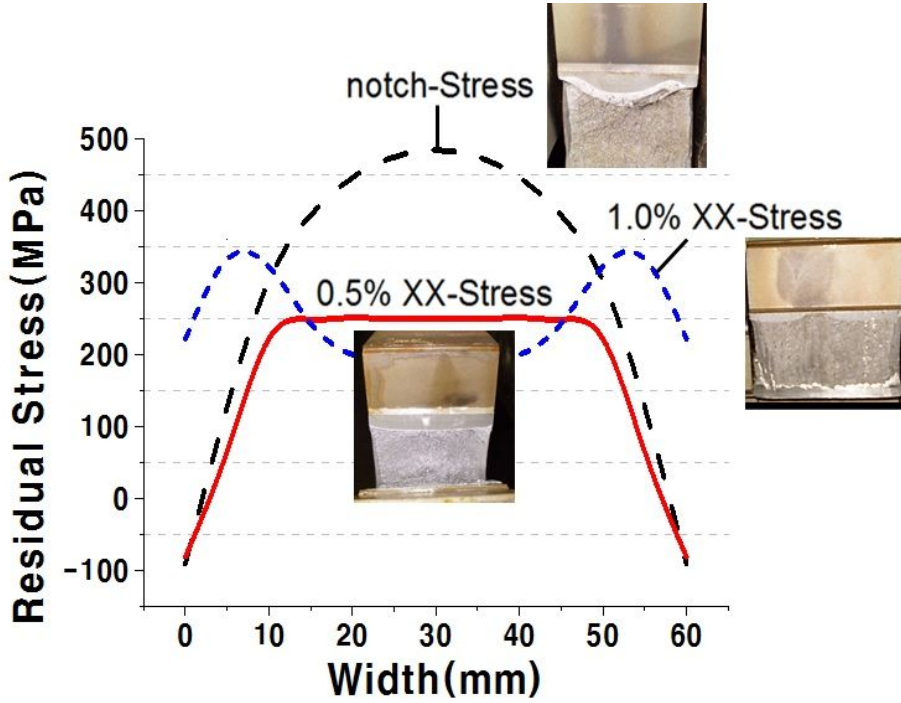 notch-Stress
1.0% XX-Stress
0.5% XX-Stress
Residual Stress(MPa)
500
400
300
200
100
0
−100
0 10 20 30 40 50 60
Width(mm)